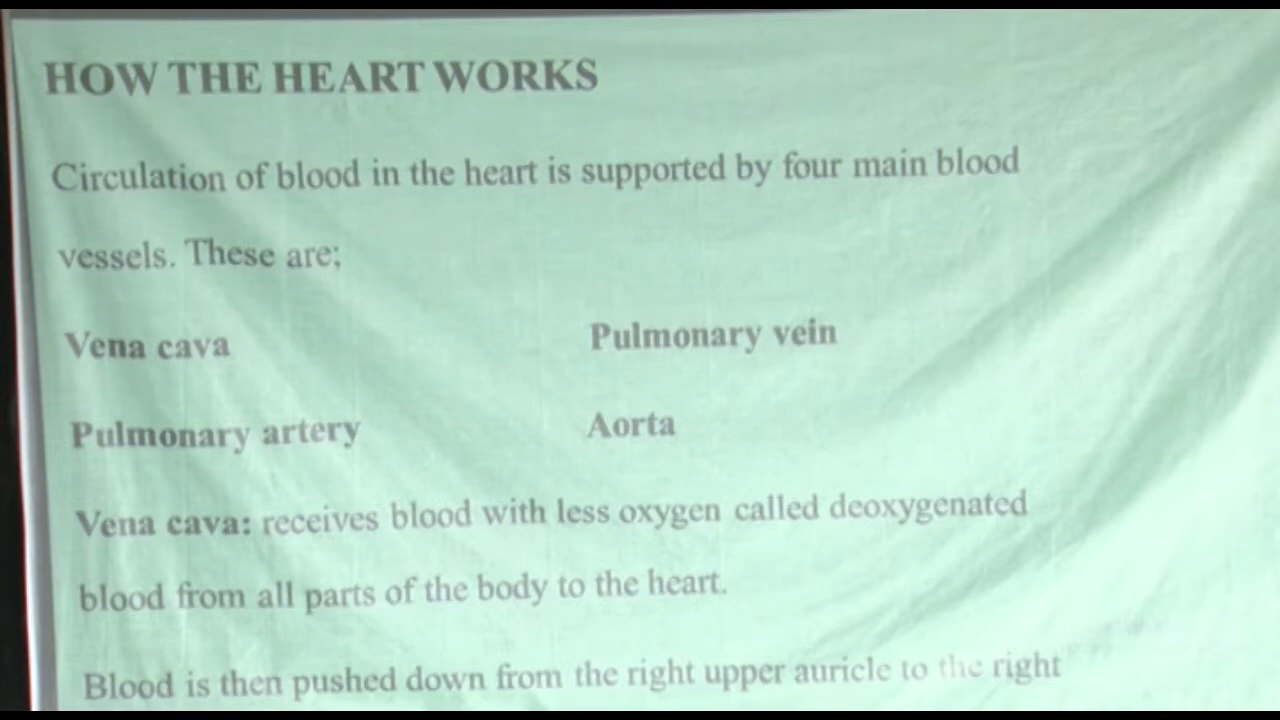 HOW THE HEART WORKS
Circulation of blood in the heart is supported by four main blood
vessels. These are;
Vena cava Pulmonary vein
Pulmonary artery Aorta
Vena cava: receives blood with less oxygen called deoxygenated
blood from all parts of the body to the heart.
Blood is then pushed down from the right upper auricle to the right